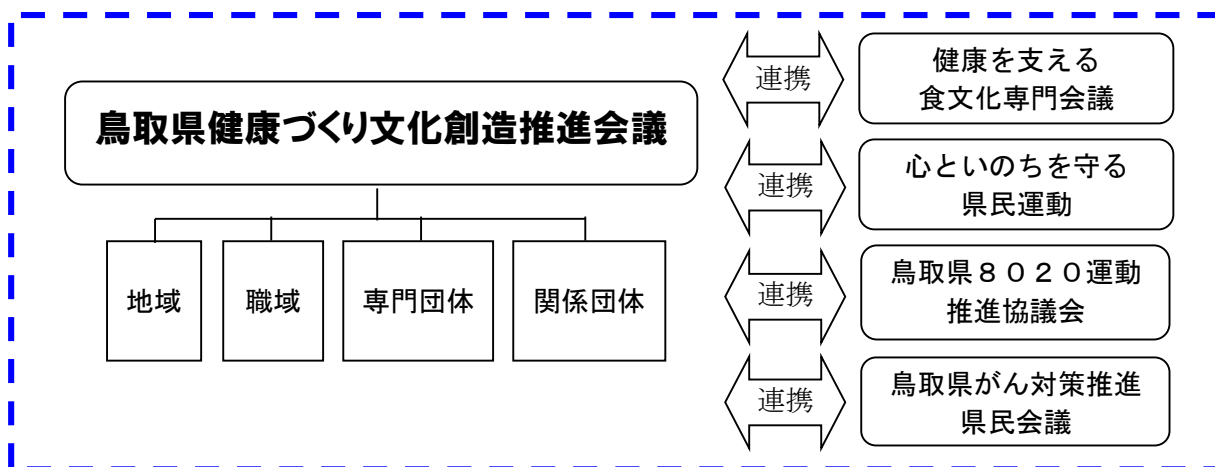 鳥取県健康づくり文化創造推進会議
地域
職域
専門団体
関係団体
連携
健康を支える
食文化専門会議
連携
心といのちを守る
県民運動
連携
鳥取県８０２０運動
推進協議会
連携
鳥取県がん対策推進
県民会議